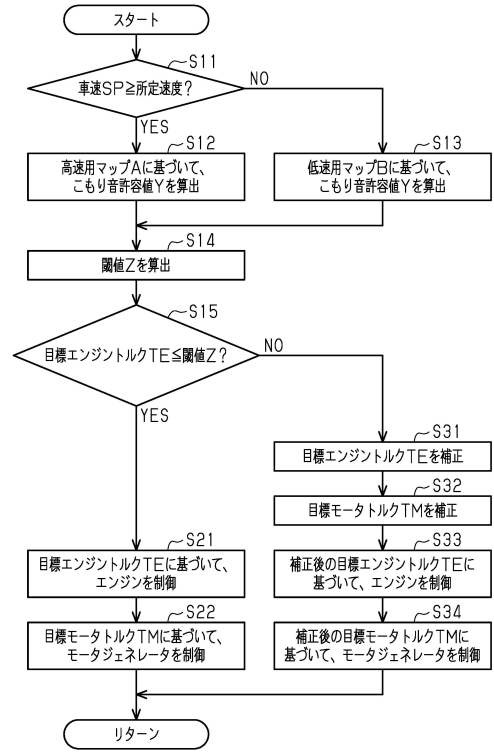 スタート
S11
車速SP≧所定速度?
NO
YES
S12
高速用マップAに基づいて、
こもり音許容値Yを算出
S13
低速用マップBに基づいて、
こもり音許容値Yを算出
S14
閾値Zを算出
S15
目標エンジントルクTE≦閾値Z?
NO
YES
S31
目標エンジントルクTEを補正
S32
目標モータトルクTMを補正
S21
目標エンジントルクTEに基づいて、
エンジンを制御
S33
補正後の目標エンジントルクTEに
基づいて、エンジンを制御
S22
目標モータトルクTMに基づいて、
モータジェネレータを制御
S34
補正後の目標モータトルクTMに
基づいて、モータジェネレータを制御
リターン